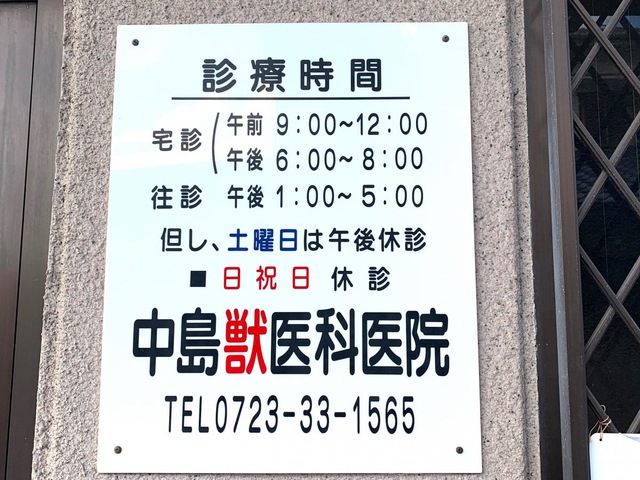 診療時間
宅診 午前 9:00~12:00
午後 6:00~8:00
往診 午後 1:00~5:00
但し、土曜日は午後休診
■日祝日休診
中島獣医科医院
TEL0723-33-1565